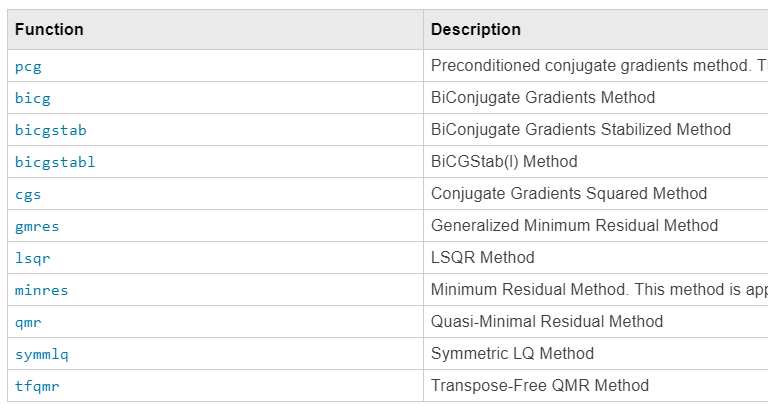 Function Description
pcg Preconditioned conjugate gradients method.
bicg BiConjugate Gradients Method
bicgstab BiConjugate Gradients Stabilized Method
bicgstabl BiCGStab(l) Method
cgs Conjugate Gradients Squared Method
gmres Generalized Minimum Residual Method
lsqr LSQR Method
minres Minimum Residual Method. This method is
qmr Quasi-Minimal Residual Method
symmlq Symmetric LQ Method
tfqmr Transpose-Free QMR Method